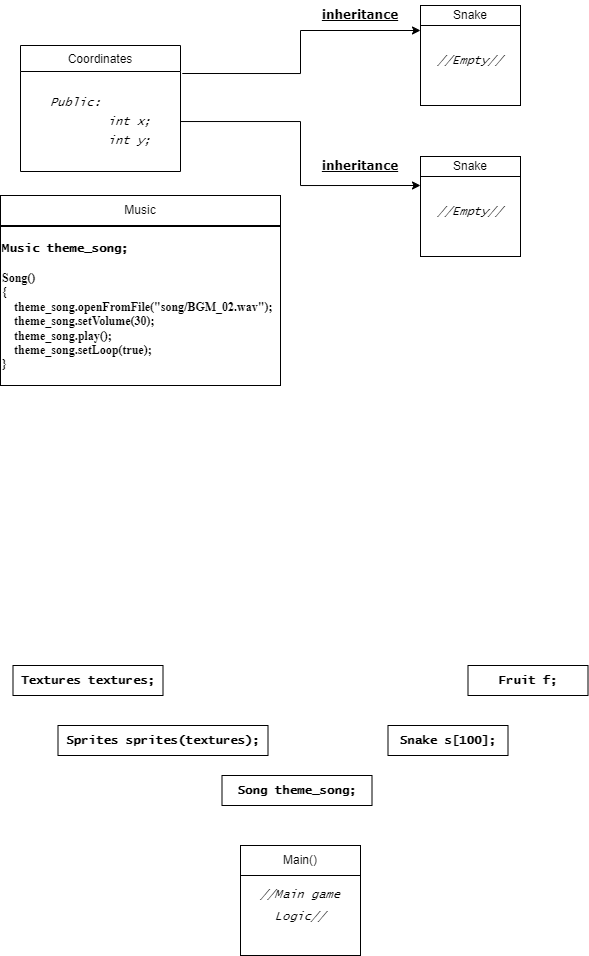 inheritance
Snake
//Empty//
Coordinates
Public:
int x;
int y;
inheritance
Snake
//Empty//
Music
Music theme_song;
Song()
{
theme_song.openFromFile("song/BGM_02.wav");
theme_song.setVolume(30);
theme_song.play();
theme_song.setLoop(true);
}
Textures textures;
Fruit f;
Sprites sprites(textures);
Snake s[100];
Song theme_song;
Main()
//Main game
Logic//